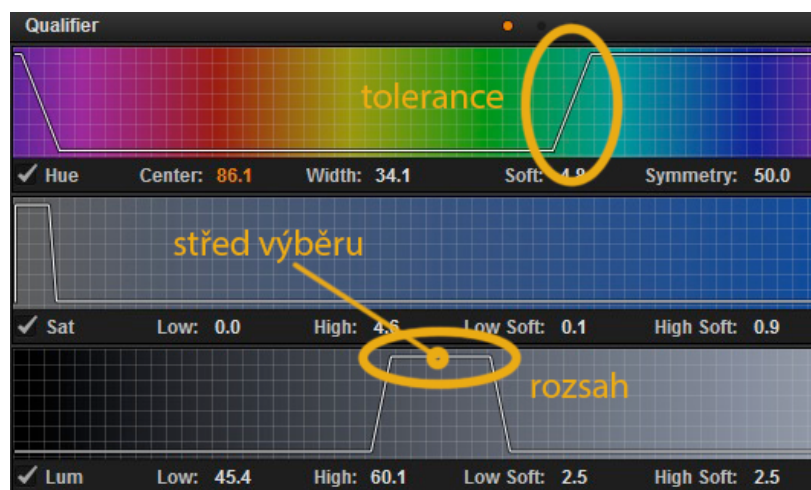 Qualifier
tolerance
Hue Center: 86.1 Width: 34.1 Soft: 4.8 Symmetry: 50.0
střed výběru
Sat Low: 0.0 High: 4.6 Low Soft: 0.1 High Soft: 0.9
rozsah
Lum Low: 45.4 High: 60.1 Low Soft: 2.5 High Soft: 2.5